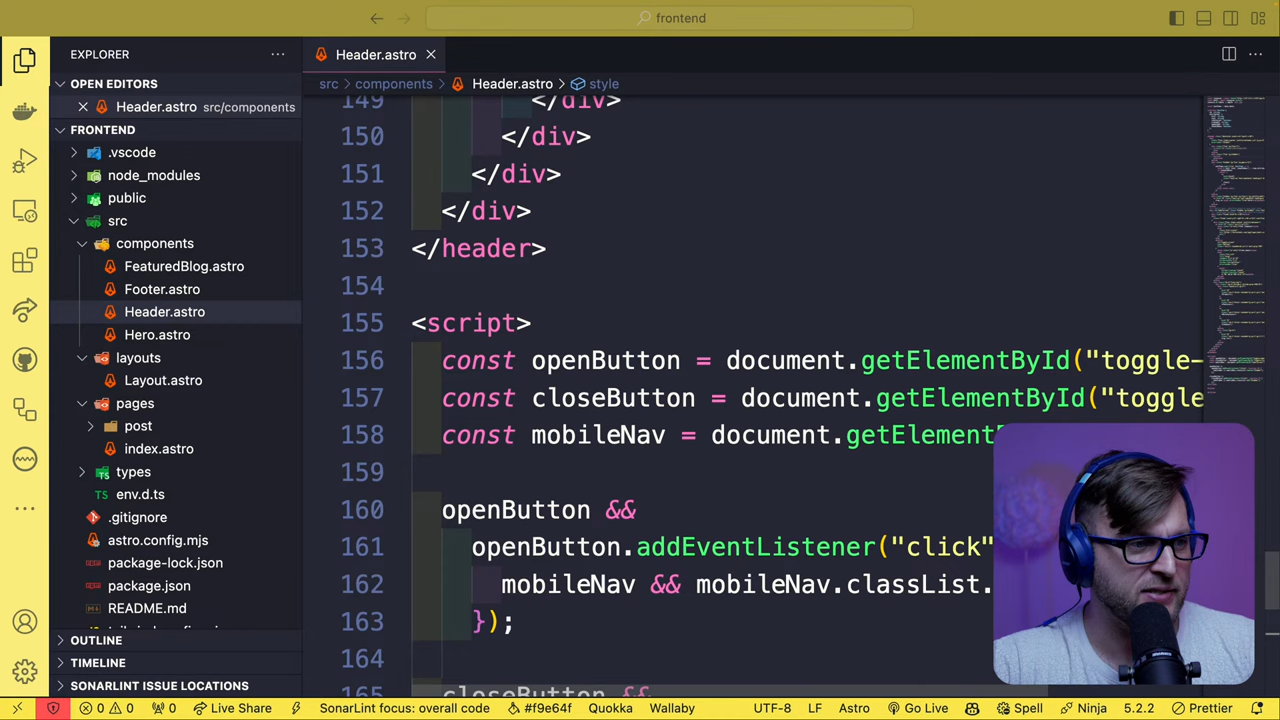 frontend
EXPLORER
OPEN EDITORS
Header.astro src/components
FRONTEND
.vscode
node_modules
public
src
components
FeaturedBlog.astro
Footer.astro
Header.astro
Hero.astro
layouts
Layout.astro
pages
post
index.astro
types
env.d.ts
.gitignore
astro.config.mjs
package-lock.json
package.json
README.md
OUTLINE
TIMELINE
SONARLINT ISSUE LOCATIONS
Header.astro
src > components > Header.astro > style
149 </div>
150 </div>
151 </div>
152 </div>
153 </header>
154
155 <script>
156 const openButton = document.getElementById("toggle-
157 const closeButton = document.getElementById("toggle
158 const mobileNav = document.getElement
159
160 openButton &&
161 openButton.addEventListener("click"
162 mobileNav && mobileNav.classList.
163 });
164
165 closeButton &&
0 0 0 Live Share SonarLint focus: overall code #f9e64f Quokka Wallaby UTF-8 LF Astro Go Live Spell Ninja 5.2.2 Prettier